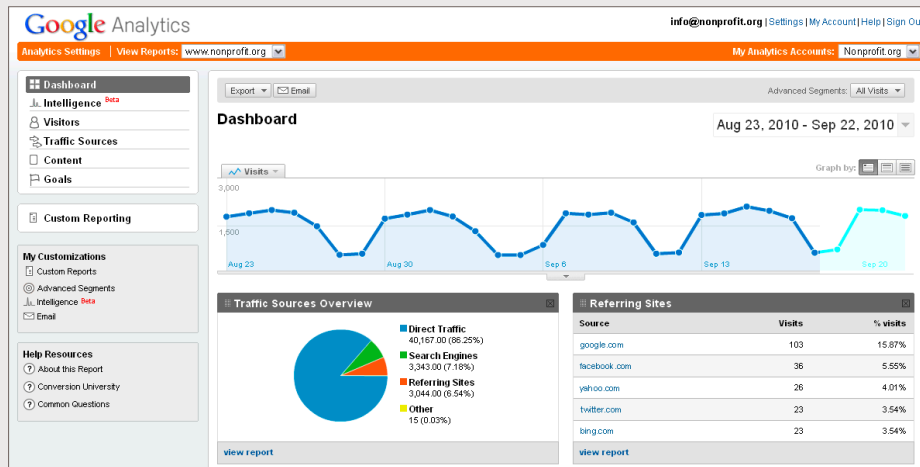 Google Analytics
info@nonprofit.org | Settings | My Account | Help | Sign Ou
Analytics Settings | View Reports: www.nonprofit.org
My Analytics Accounts: Nonprofit.org
Dashboard
Intelligence Beta
Visitors
Traffic Sources
Content
Goals
Custom Reporting
My Customizations
Custom Reports
Advanced Segments
Intelligence Beta
Email
Help Resources
About this Report
Conversion University
Common Questions
Export Email
Advanced Segments: All Visits
Dashboard
Aug 23, 2010 - Sep 22, 2010
Visits
Graph by:
3,000
1,500
Aug 23 Aug 30 Sep 6 Sep 13 Sep 20
Traffic Sources Overview
Direct Traffic
40,167.00 (86.25%)
Search Engines
3,343.00 (7.18%)
Referring Sites
3,044.00 (6.54%)
Other
15 (0.03%)
view report
Referring Sites
Source Visits % visits
google.com 103 15.87%
facebook.com 36 5.55%
yahoo.com 26 4.01%
twitter.com 23 3.54%
bing.com 23 3.54%
view report